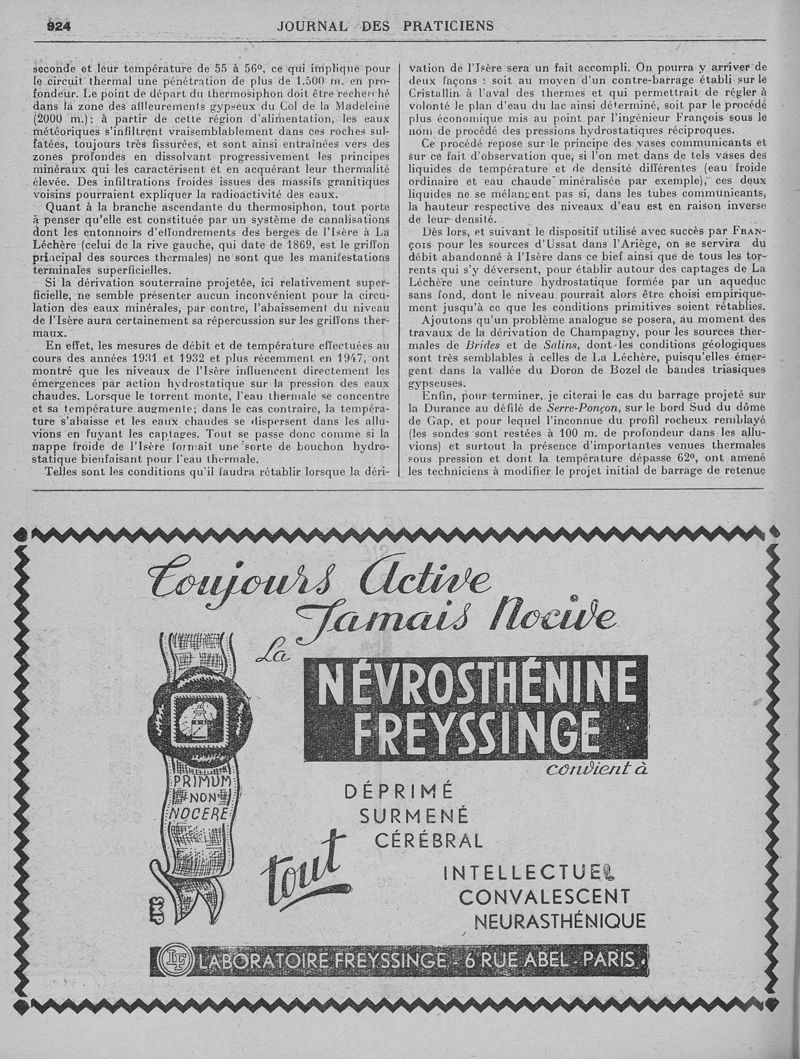 924
JOURNAL DES PRATICIENS
seconde et leur température de 55 à 56°, ce qui implique pour
le circuit thermal une pénétration de plus de 1.500 m. en pro-
fondeur. Le point de départ du thermosiphon doit être recherché
dans la zone des affleurements gypseux du Col de la Madeleine
(2000 m.); à partir de cette région d'alimentation, les eaux
météoriques s'infiltrent vraisemblablement dans ces roches sul-
fatées, toujours très fissurées, et sont ainsi entraînées vers des
zones profondes en dissolvant progressivement les principes
minéraux qui les caractérisent et en acquérant leur thermalité
élevée. Des infiltrations froides issues des massifs granitiques
voisins pourraient expliquer la radioactivité des eaux.
Quant à la branche ascendante du thermosiphon, tout porte
à penser qu'elle est constituée par un système de canalisations
dont les entonnoirs d'effondrements des berges de l'Isère à La
Léchère (celui de la rive gauche, qui date de 1869, est le griffon
principal des sources thermales) ne sont que les manifestations
terminales superficielles.
Si la dérivation souterraine projetée, ici relativement super-
ficielle, ne semble présenter aucun inconvénient pour la circu-
lation des eaux minérales, par contre, l'abaissement du niveau
de l'Isère aura certainement sa répercussion sur les griffons ther-
maux.
En effet, les mesures de débit et de température effectuées au
cours des années 1931 et 1932 et plus récemment en 1947, ont
montré que les niveaux de l'Isère influencent directement les
émergences par action hydrostatique sur la pression des eaux
chaudes. Lorsque le torrent monte, l'eau thermale se concentre
et sa température augmente; dans le cas contraire, la tempéra-
ture s'abaisse et les eaux chaudes se dispersent dans les allu-
vions en fuyant les captages. Tout se passe donc comme si la
nappe froide de l'Isère formait une sorte de bouchon hydro-
statique bienfaisant pour l'eau thermale.
Telles sont les conditions qu'il faudra rétablir lorsque la déri-
vation de l'Isère sera un fait accompli. On pourra y arriver de
deux façons : soit au moyen d'un contre-barrage établi sur le
Cristallin à l'aval des thermes et qui permettrait de régler à
volonté le plan d'eau du lac ainsi déterminé, soit par le procédé
plus économique mis au point par l'ingénieur François sous le
nom de procédé des pressions hydrostatiques réciproques.
Ce procédé repose sur le principe des vases communicants et
sur ce fait d'observation que, si l'on met dans de tels vases des
liquides de température et de densité différentes (eau froide
ordinaire et eau chaude minéralisée par exemple), ces deux
liquides ne se mélangent pas si, dans les tubes communicants,
la hauteur respective des niveaux d'eau est en raison inverse
de leur densité.
Dès lors, et suivant le dispositif utilisé avec succès par FRAN-
ÇOIS pour les sources d'Ussat dans l'Ariège, on se servira du
débit abandonné à l'Isère dans ce bief ainsi que de tous les tor-
rents qui s'y déversent, pour établir autour des captages de La
Léchère une ceinture hydrostatique formée par un aqueduc
sans fond, dont le niveau pourrait alors être choisi empirique-
ment jusqu'à ce que les conditions primitives soient rétablies.
Ajoutons qu'un problème analogue se posera, au moment des
travaux de la dérivation de Champagny, pour les sources ther-
males de Brides et de Salins, dont les conditions géologiques
sont très semblables à celles de La Léchère, puisqu'elles émer-
gent dans la vallée du Doron de Bozel de bandes triasiques
gypseuses.
Enfin, pour terminer, je citerai le cas du barrage projeté sur
la Durance au défilé de Serre-Ponçon, sur le bord Sud du dôme
de Gap, et pour lequel l'inconnue du profil rocheux remblayé
(les sondes sont restées à 100 m. de profondeur dans les allu-
vions) et surtout la présence d'importantes venues thermales
sous pression et dont la température dépasse 62°, ont amené
les techniciens à modifier le projet initial de barrage de retenue
Toujours Active
Jamais Nocive
La
NÉVROSTHÉNINE
FREYSSINGE
convient à
PRIMUM
NON
NOCERE
tout
DÉPRIMÉ
SURMENÉ
CÉRÉBRAL
INTELLECTUEL
CONVALESCENT
NEURASTHÉNIQUE
LF LABORATOIRE FREYSSINGE - 6 RUE ABEL - PARIS.